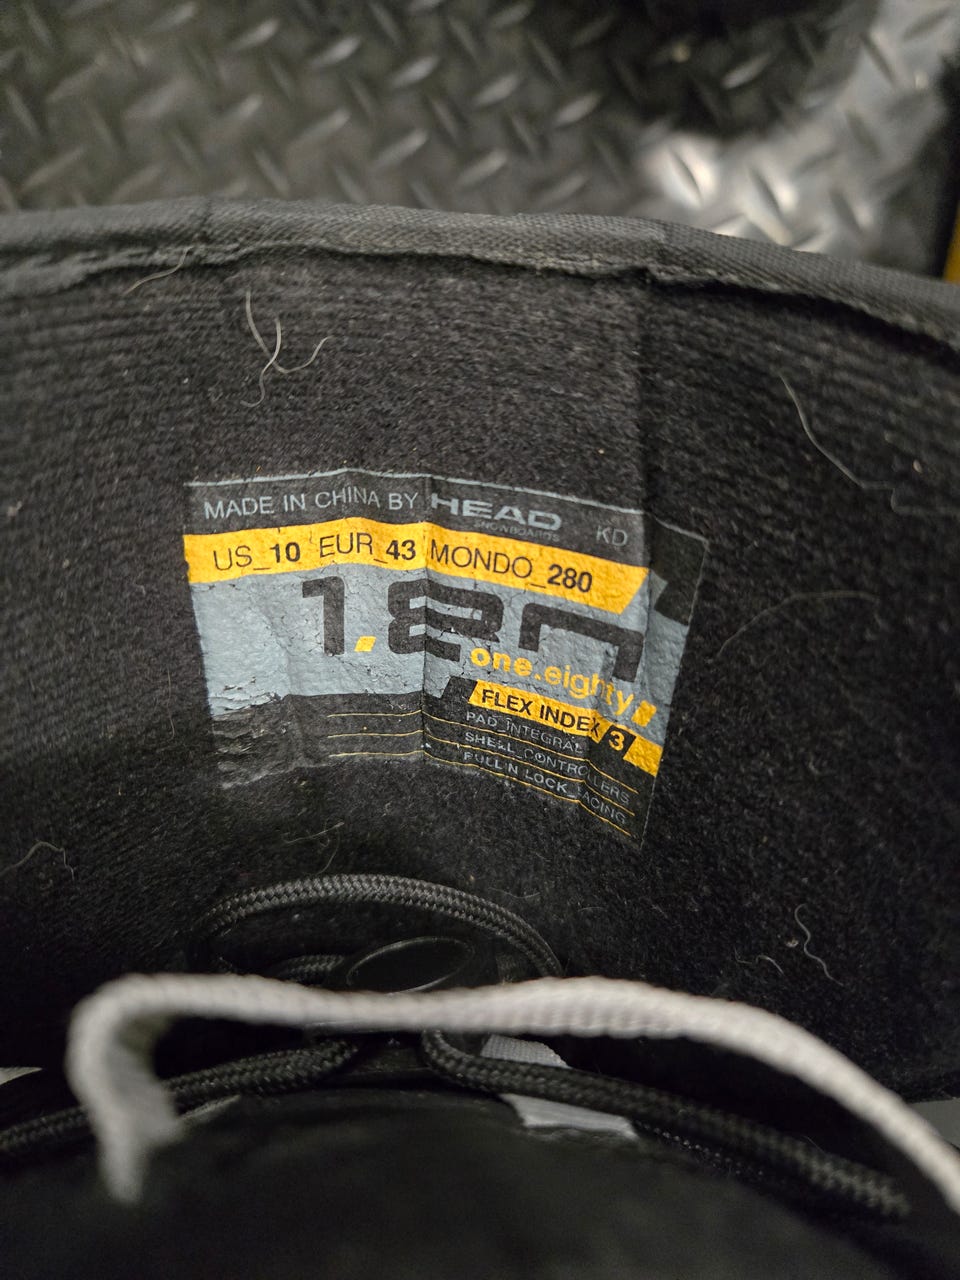 MADE IN CHINA BY HEAD KD
SNOWBOARDS
US_10 EUR_43 MONDO_280
1.80
one.eighty
FLEX INDEX 3
PAD_INTEGRAL
SHELL_CONTROLLERS
PULL'N LOCK_LACING